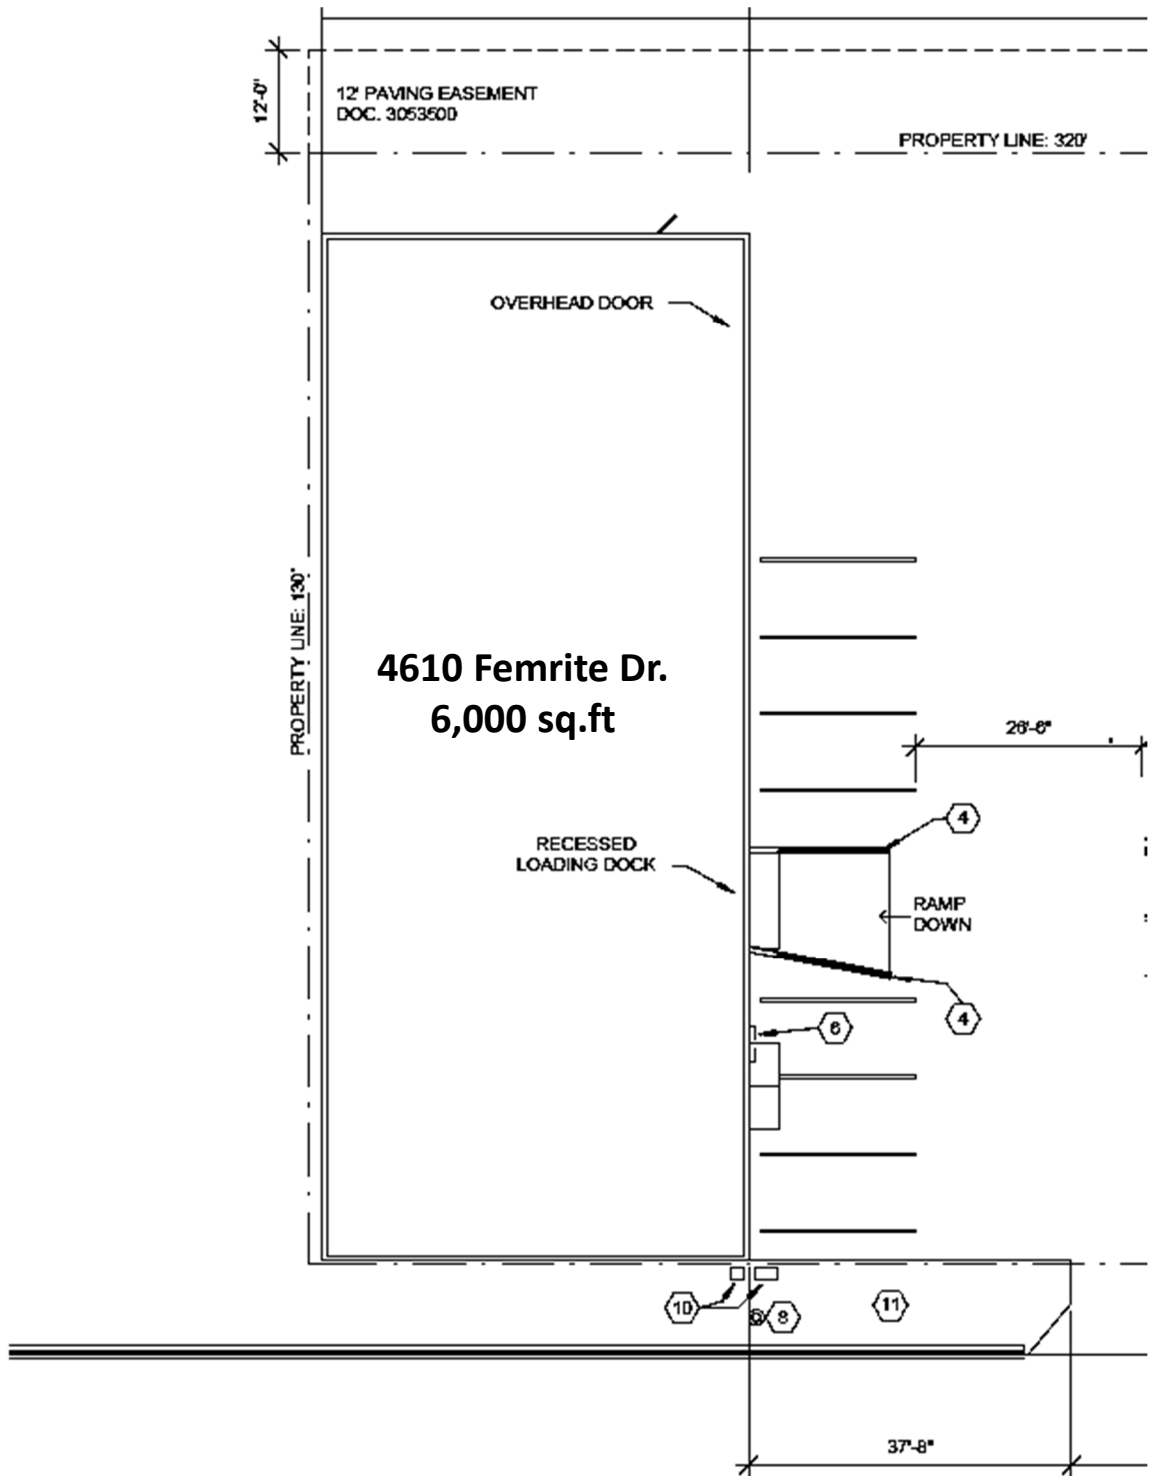 12'-0"
12' PAVING EASEMENT
DOC. 3053500
PROPERTY LINE: 320'
OVERHEAD DOOR
PROPERTY LINE: 130'
4610 Femrite Dr.
6,000 sq.ft
26'-6"
4
RECESSED
LOADING DOCK
RAMP
DOWN
4
6
10
8
11
37'-8"